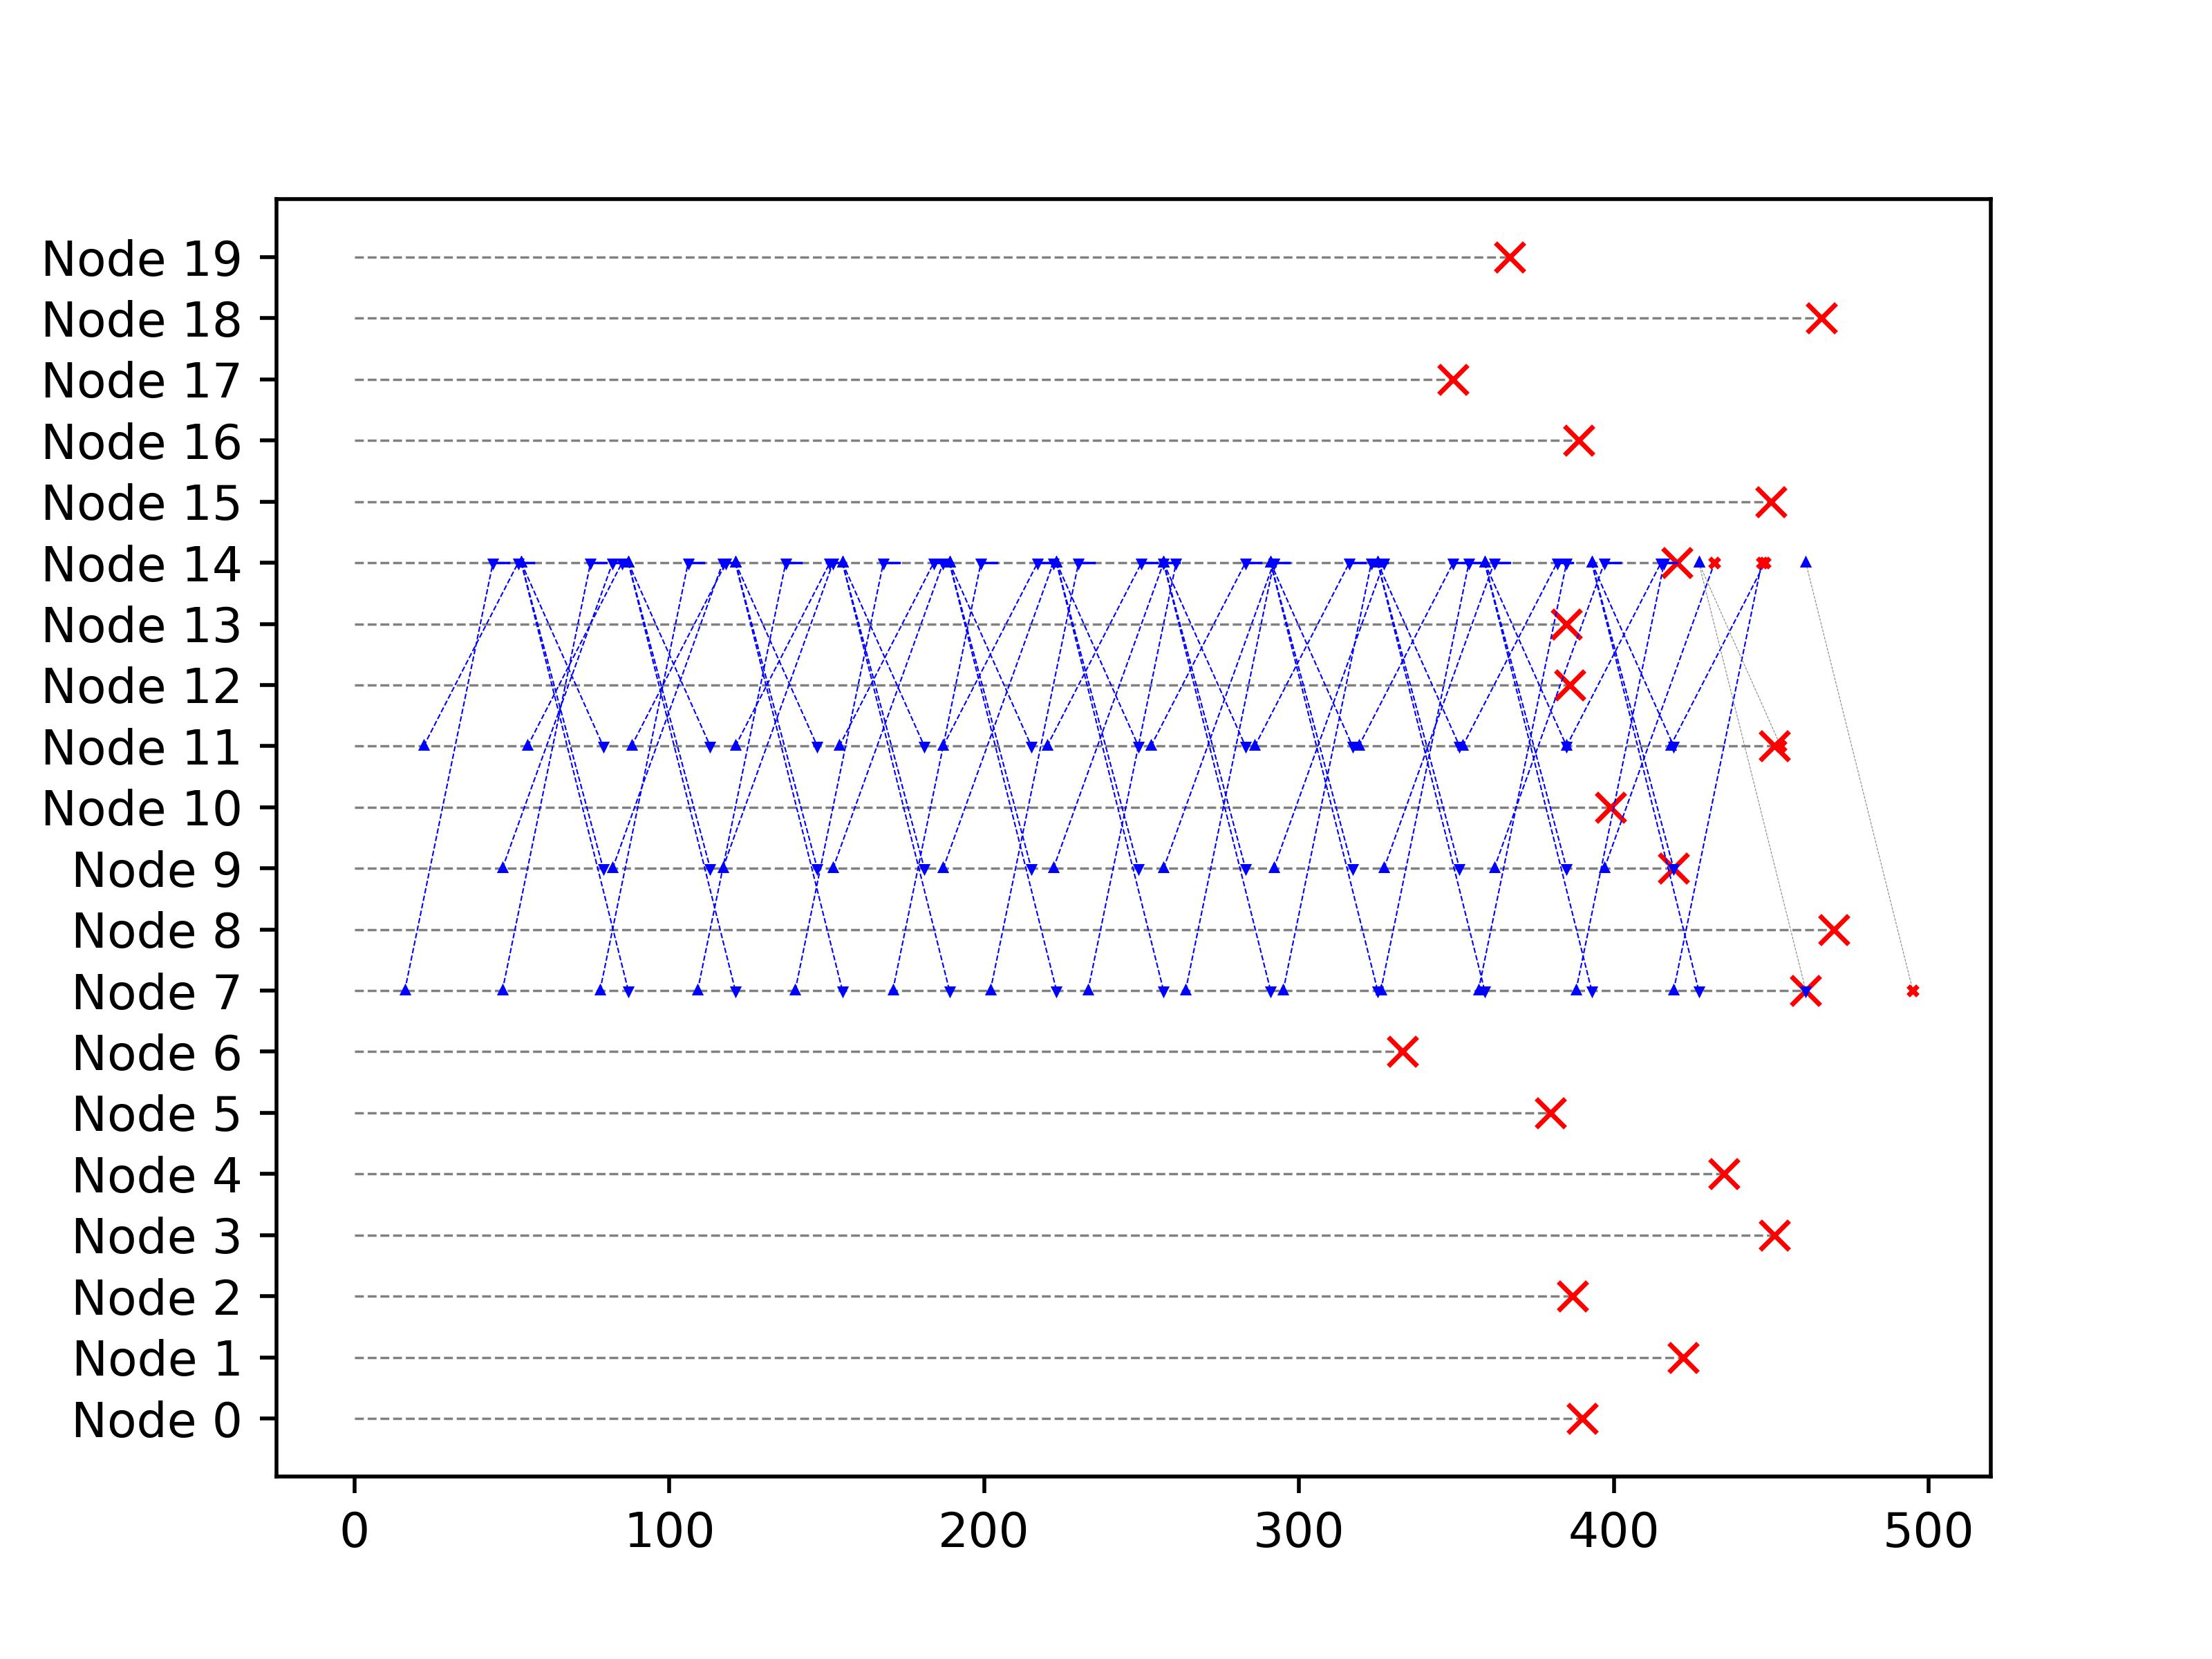 Node 19
Node 18
Node 17
Node 16
Node 15
Node 14
Node 13
Node 12
Node 11
Node 10
Node 9
Node 8
Node 7
Node 6
Node 5
Node 4
Node 3
Node 2
Node 1
Node 0
0 100 200 300 400 500